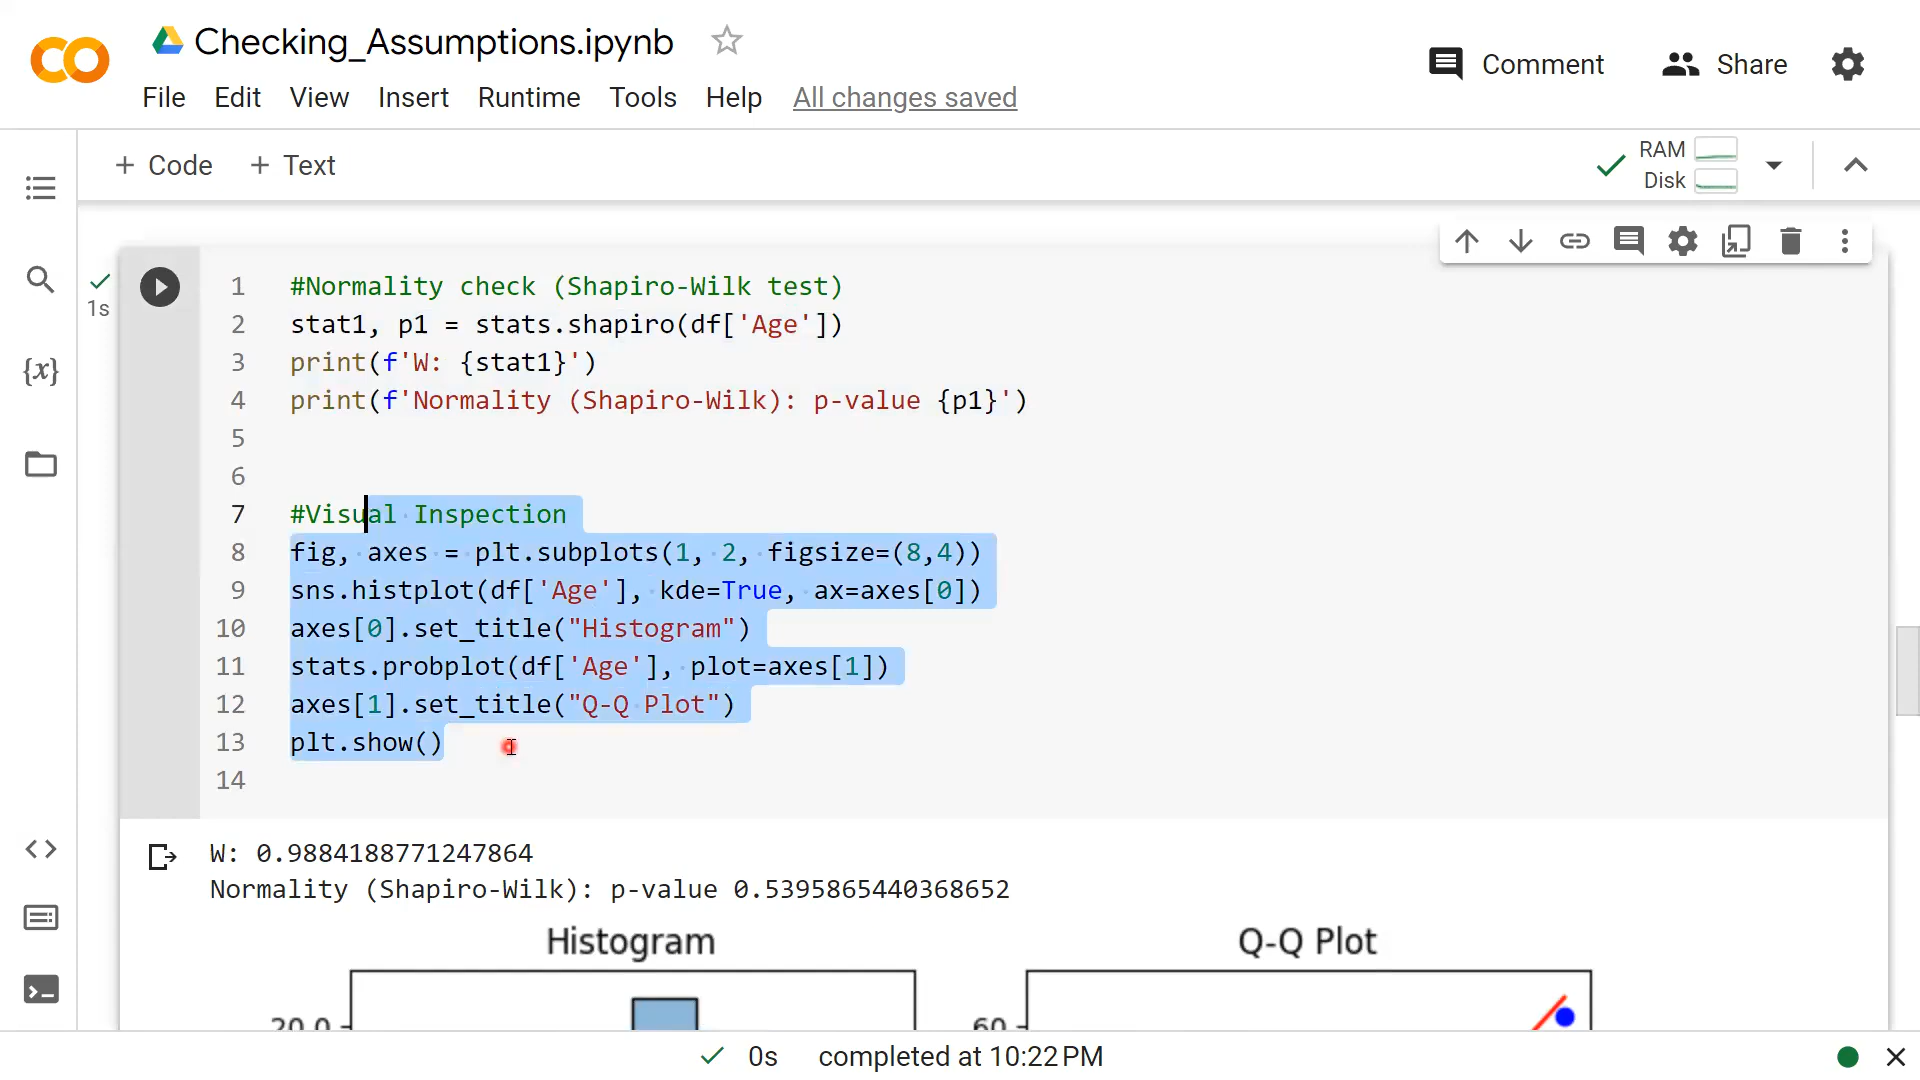 Checking_Assumptions.ipynb
Comment
Share
File Edit View Insert Runtime Tools Help All changes saved
+ Code + Text
RAM
Disk
1s
{x}
1 #Normality check (Shapiro-Wilk test)
2 stat1, p1 = stats.shapiro(df['Age'])
3 print(f'W: {stat1}')
4 print(f'Normality (Shapiro-Wilk): p-value {p1}')
5
6
7 #Visual Inspection
8 fig, axes = plt.subplots(1, 2, figsize=(8,4))
9 sns.histplot(df['Age'], kde=True, ax=axes[0])
10 axes[0].set_title("Histogram")
11 stats.probplot(df['Age'], plot=axes[1])
12 axes[1].set_title("Q-Q Plot")
13 plt.show()
14
W: 0.9884188771247864
Normality (Shapiro-Wilk): p-value 0.5395865440368652
Histogram Q-Q Plot
20.0 60
0s completed at 10:22 PM